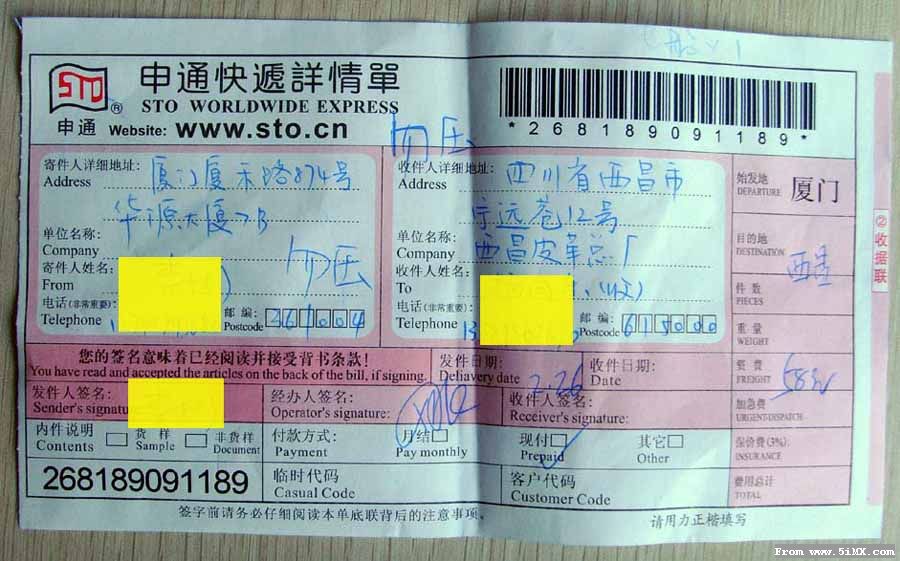 STO ® 申通快遞詳情單
STO WORLDWIDE EXPRESS
申通 Website: www.sto.cn
*268189091189*
勿压
寄件人详细地址: 厦门厦禾路874号
Address
华源大厦7B
单位名称:
Company
寄件人姓名:
From
勿压
电话(非常重要):
Telephone
邮编: 361004
Postcode
收件人详细地址: 四川省西昌市
Address
宁远巷12号
单位名称: 西昌皮革总厂
Company
收件人姓名:
To
电话(非常重要):
Telephone
邮编: 615000
Postcode
始发地 厦门
DEPARTURE
目的地
DESTINATION
件数
PIECES
重量
WEIGHT
资费
FREIGHT
加急费
URGENT-DISPATCH
保价费(3%):
INSURANCE
费用总计
TOTAL
②收据联
您的签名意味着已经阅读并接受背书条款!
You have read and accepted the articles on the back of the bill, if signing.
发件日期:
Deliavery date 2.26
收件日期:
Date
发件人签名:
Sender's signatu
经办人签名:
Operator's signature:
收件人签名:
Receiver's signature:
内件说明
Contents
货样
Sample
非货样
Document
付款方式:
Payment
月结
Pay monthly
现付
Prepaid
其它
Other
268189091189
临时代码
Casual Code
客户代码
Customer Code
签字前请务必仔细阅读本单底联背后的注意事项。
请用力正楷填写
From www.5iMX.com